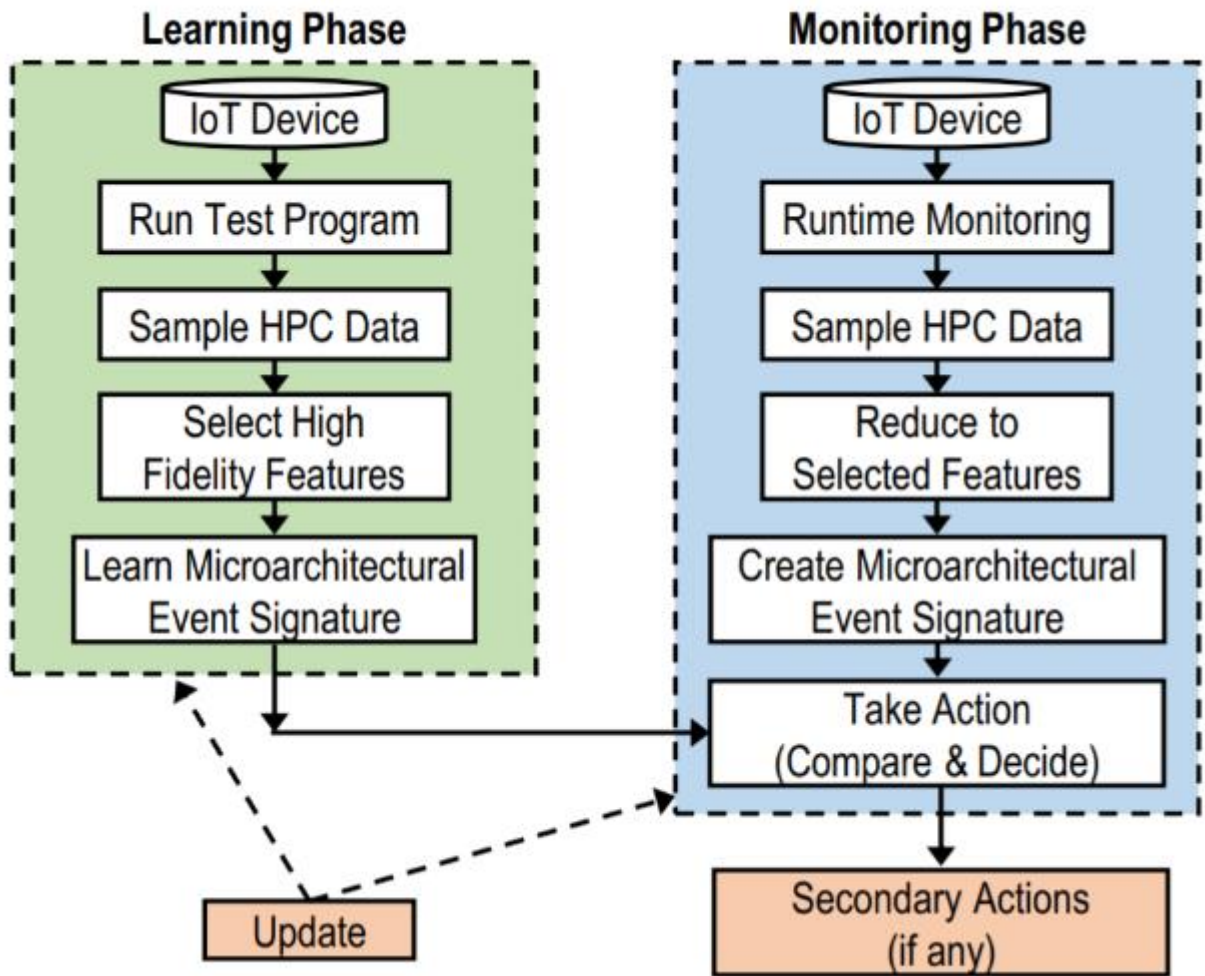 Learning Phase
IoT Device
Run Test Program
Sample HPC Data
Select High
Fidelity Features
Learn Microarchitectural
Event Signature
Monitoring Phase
IoT Device
Runtime Monitoring
Sample HPC Data
Reduce to
Selected Features
Create Microarchitectural
Event Signature
Take Action
(Compare & Decide)
Update
Secondary Actions
(if any)